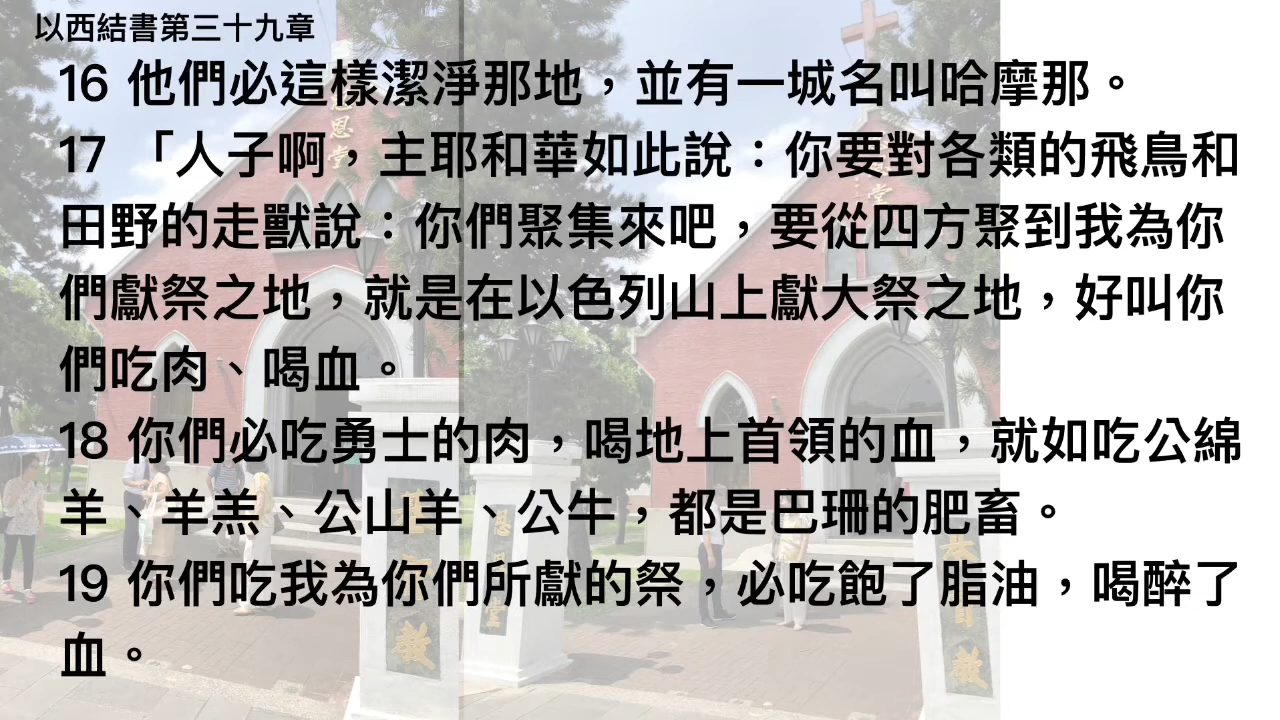 以西結書第三十九章
16 他們必這樣潔淨那地，並有一城名叫哈摩那。
17 「人子啊，主耶和華如此說：你要對各類的飛鳥和
田野的走獸說：你們聚集來吧，要從四方聚到我為你
們獻祭之地，就是在以色列山上獻大祭之地，好叫你
們吃肉、喝血。
18 你們必吃勇士的肉，喝地上首領的血，就如吃公綿
羊、羊羔、公山羊、公牛，都是巴珊的肥畜。
19 你們吃我為你們所獻的祭，必吃飽了脂油，喝醉了
血。
恩
堂
堂
教
恩
堂
教